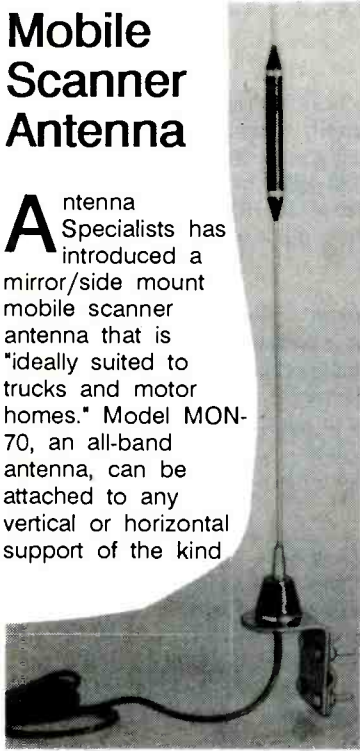 Mobile
Scanner
Antenna
Antenna
Specialists has
introduced a
mirror/side mount
mobile scanner
antenna that is
"ideally suited to
trucks and motor
homes." Model MON-
70, an all-band
antenna, can be
attached to any
vertical or horizontal
support of the kind